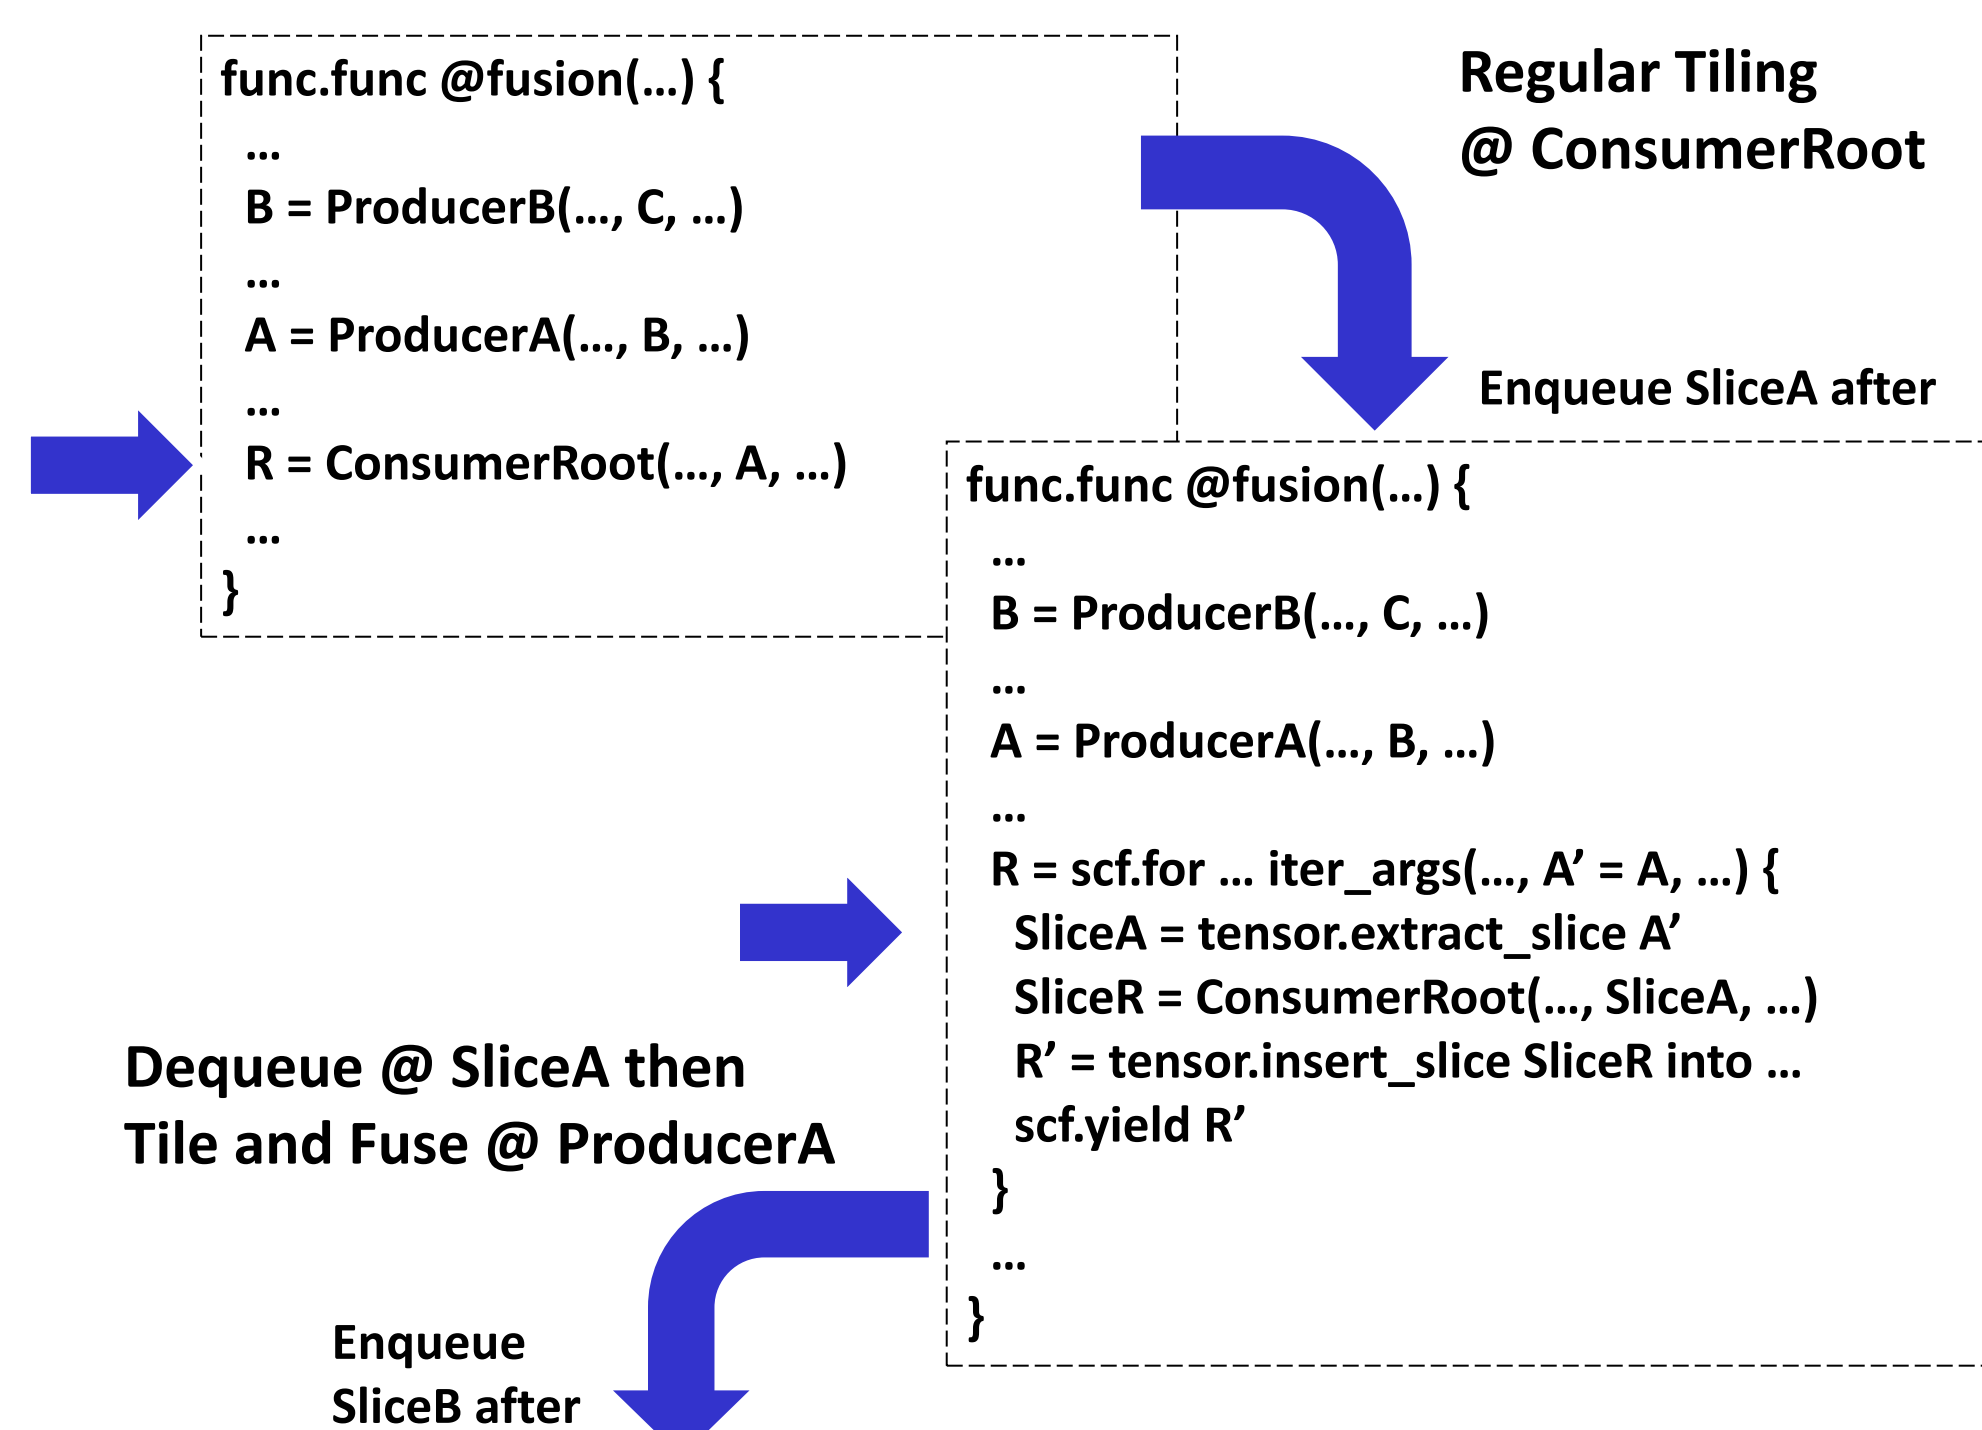 func.func @fusion(…) {
…
B = ProducerB(…, C, …)
…
A = ProducerA(…, B, …)
…
R = ConsumerRoot(…, A, …)
…
}
Regular Tiling
@ ConsumerRoot
Enqueue SliceA after
func.func @fusion(…) {
…
B = ProducerB(…, C, …)
…
A = ProducerA(…, B, …)
…
R = scf.for … iter_args(…, A’ = A, …) {
SliceA = tensor.extract_slice A’
SliceR = ConsumerRoot(…, SliceA, …)
R’ = tensor.insert_slice SliceR into …
scf.yield R’
}
…
}
Dequeue @ SliceA then
Tile and Fuse @ ProducerA
Enqueue
SliceB after